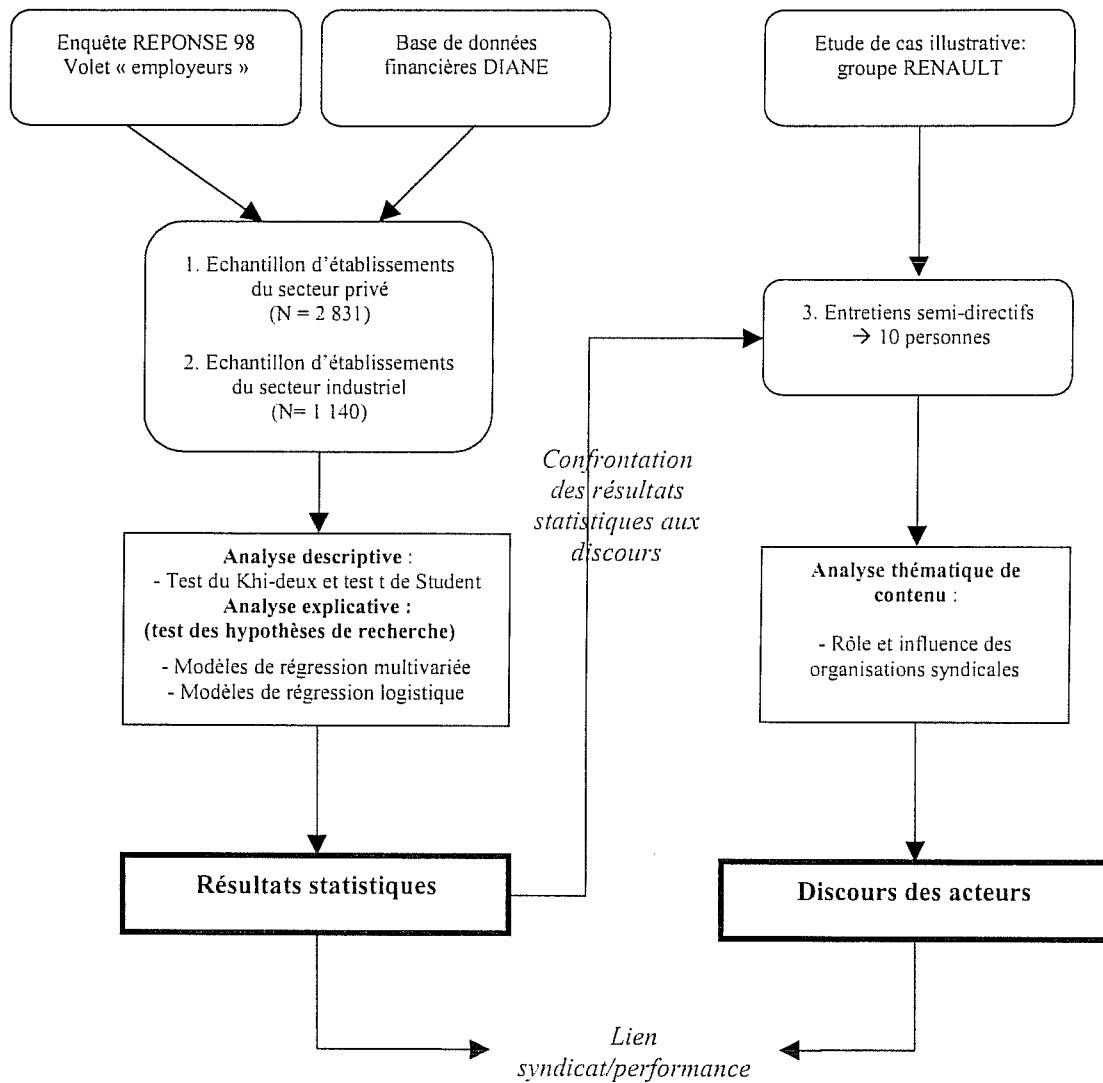 Enquête REPONSE 98
Volet « employeurs »
Base de données
financières DIANE
Etude de cas illustrative:
groupe RENAULT
1. Echantillon d'établissements
du secteur privé
(N = 2 831)
2. Echantillon d'établissements
du secteur industriel
(N= 1 140)
3. Entretiens semi-directifs
→ 10 personnes
Confrontation
des résultats
statistiques aux
discours
Analyse descriptive :
- Test du Khi-deux et test t de Student
Analyse explicative :
(test des hypothèses de recherche)
- Modèles de régression multivariée
- Modèles de régression logistique
Analyse thématique de
contenu :
- Rôle et influence des
organisations syndicales
Résultats statistiques
Discours des acteurs
Lien
syndicat/performance